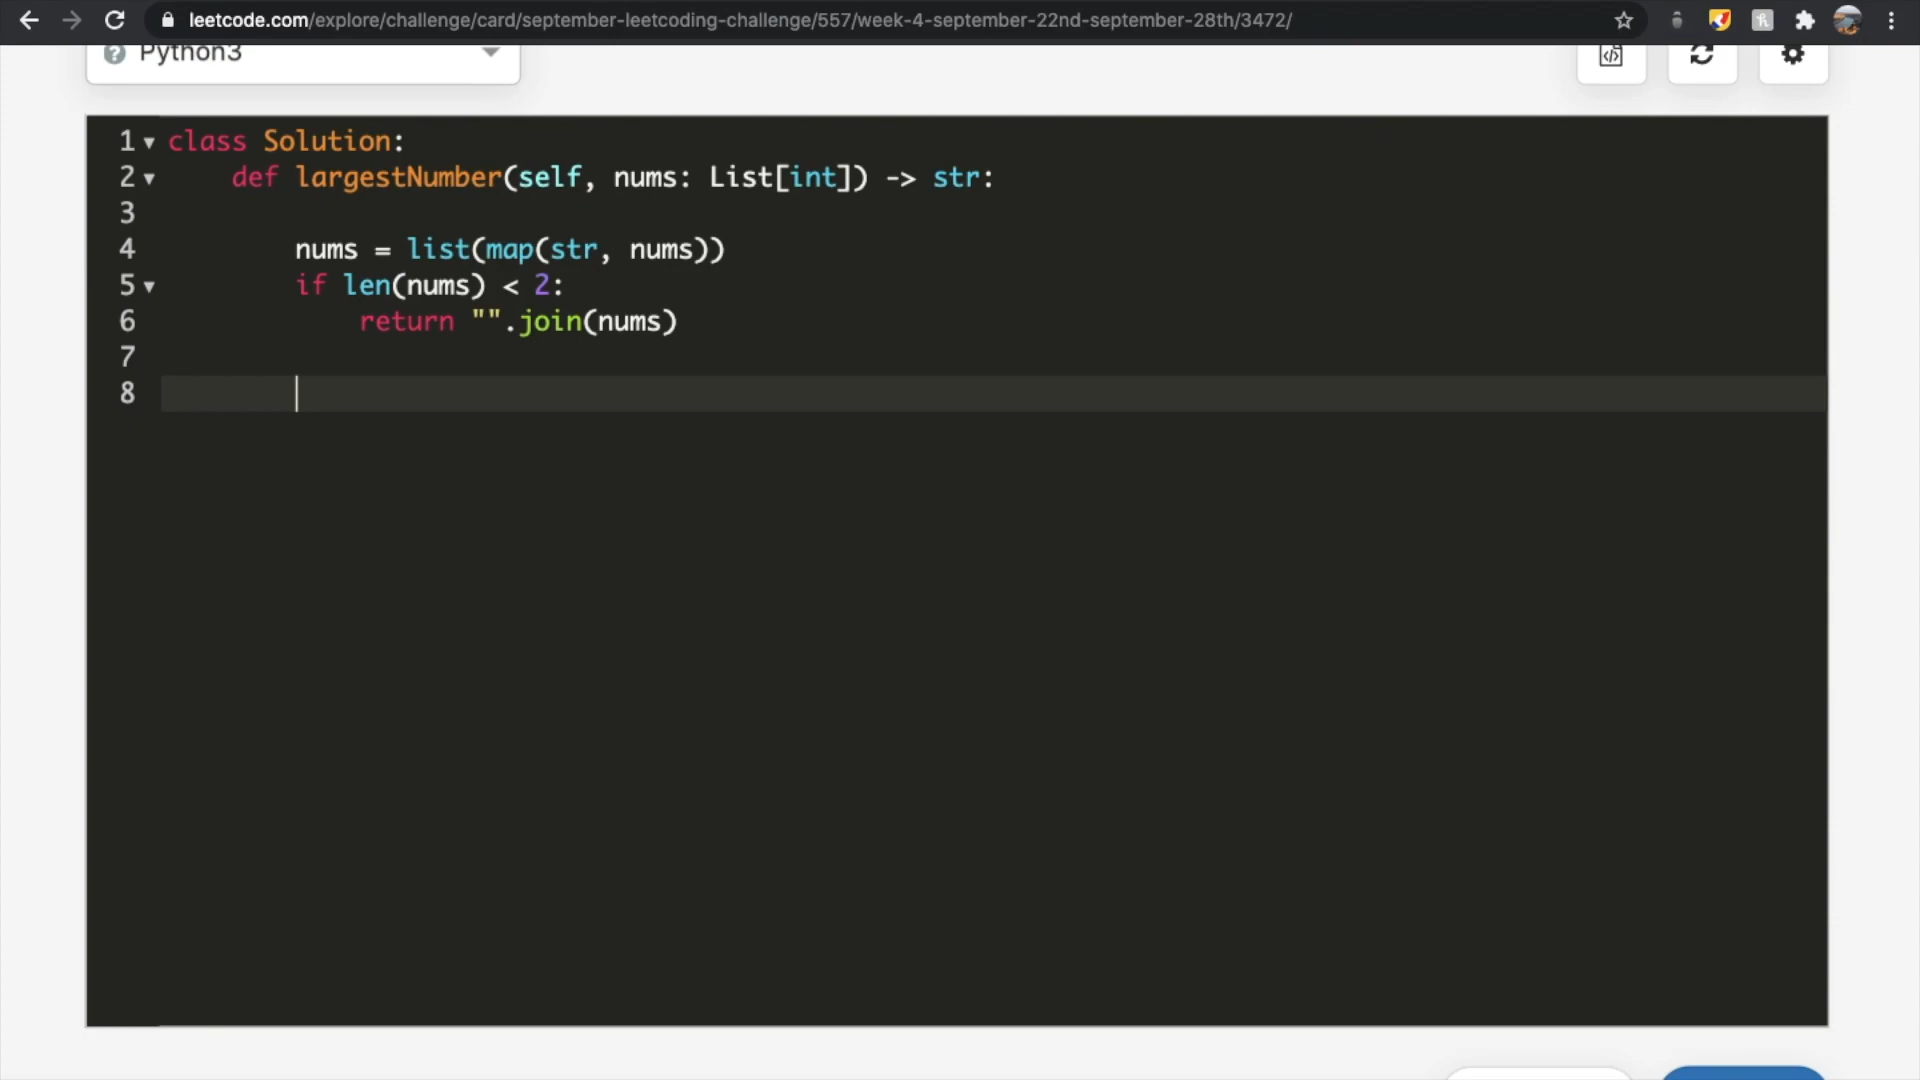 leetcode.com/explore/challenge/card/september-leetcoding-challenge/557/week-4-september-22nd-september-28th/3472/
Python3
1 class Solution:
2     def largestNumber(self, nums: List[int]) -> str:
3
4         nums = list(map(str, nums))
5         if len(nums) < 2:
6             return "".join(nums)
7
8